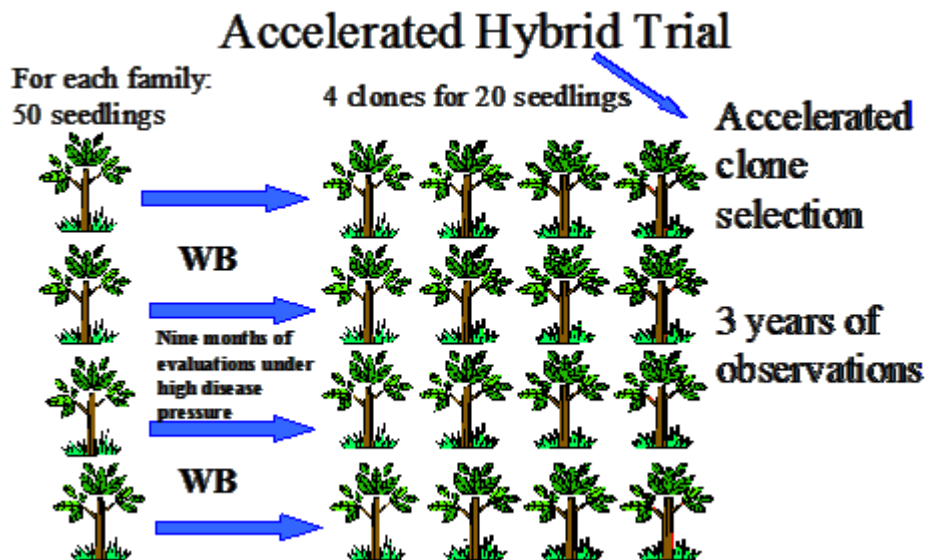 Accelerated Hybrid Trial
For each family:
50 seedlings
4 clones for 20 seedlings
Accelerated
clone
selection
WB
Nine months of
evaluations under
high disease
pressure
3 years of
observations
WB